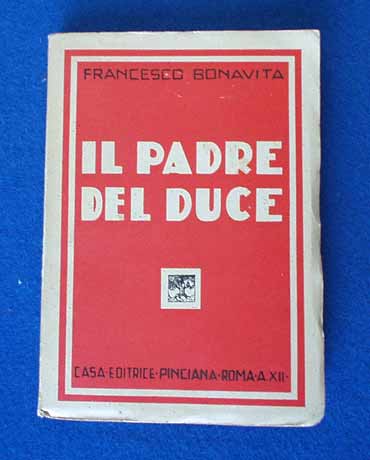 FRANCESCO BONAVITA
IL PADRE
DEL DUCE
CASA·EDITRICE·PINCIANA·ROMA·A.XII·